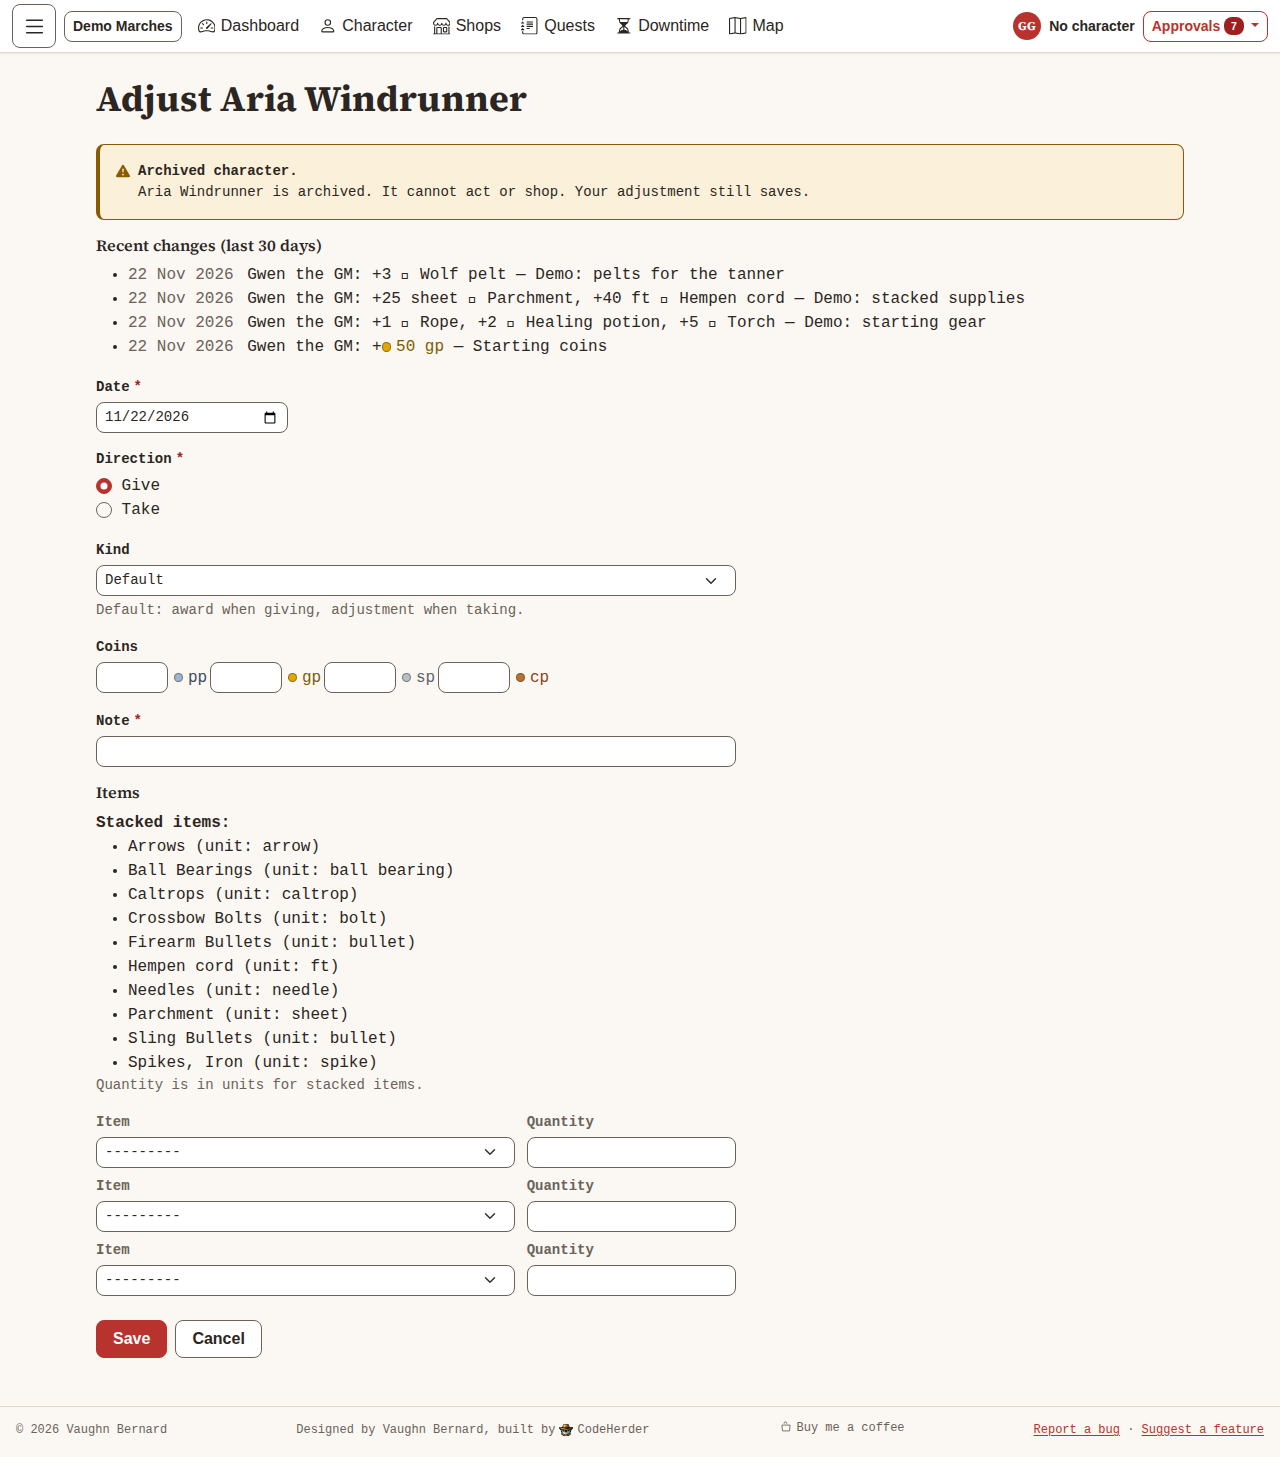 Demo Marches Dashboard Character Shops Quests Downtime Map GG No character Approvals 7
Adjust Aria Windrunner
Archived character.
Aria Windrunner is archived. It cannot act or shop. Your adjustment still saves.
Recent changes (last 30 days)
22 Nov 2026 Gwen the GM: +3 Wolf pelt — Demo: pelts for the tanner
22 Nov 2026 Gwen the GM: +25 sheet Parchment, +40 ft Hempen cord — Demo: stacked supplies
22 Nov 2026 Gwen the GM: +1 Rope, +2 Healing potion, +5 Torch — Demo: starting gear
22 Nov 2026 Gwen the GM: + 50 gp — Starting coins
Date *
11/22/2026
Direction *
Give
Take
Kind
Default
Default: award when giving, adjustment when taking.
Coins
pp gp sp cp
Note *
Items
Stacked items:
Arrows (unit: arrow)
Ball Bearings (unit: ball bearing)
Caltrops (unit: caltrop)
Crossbow Bolts (unit: bolt)
Firearm Bullets (unit: bullet)
Hempen cord (unit: ft)
Needles (unit: needle)
Parchment (unit: sheet)
Sling Bullets (unit: bullet)
Spikes, Iron (unit: spike)
Quantity is in units for stacked items.
Item Quantity
---------
Item Quantity
---------
Item Quantity
---------
Save Cancel
© 2026 Vaughn Bernard Designed by Vaughn Bernard, built by CodeHerder Buy me a coffee Report a bug · Suggest a feature